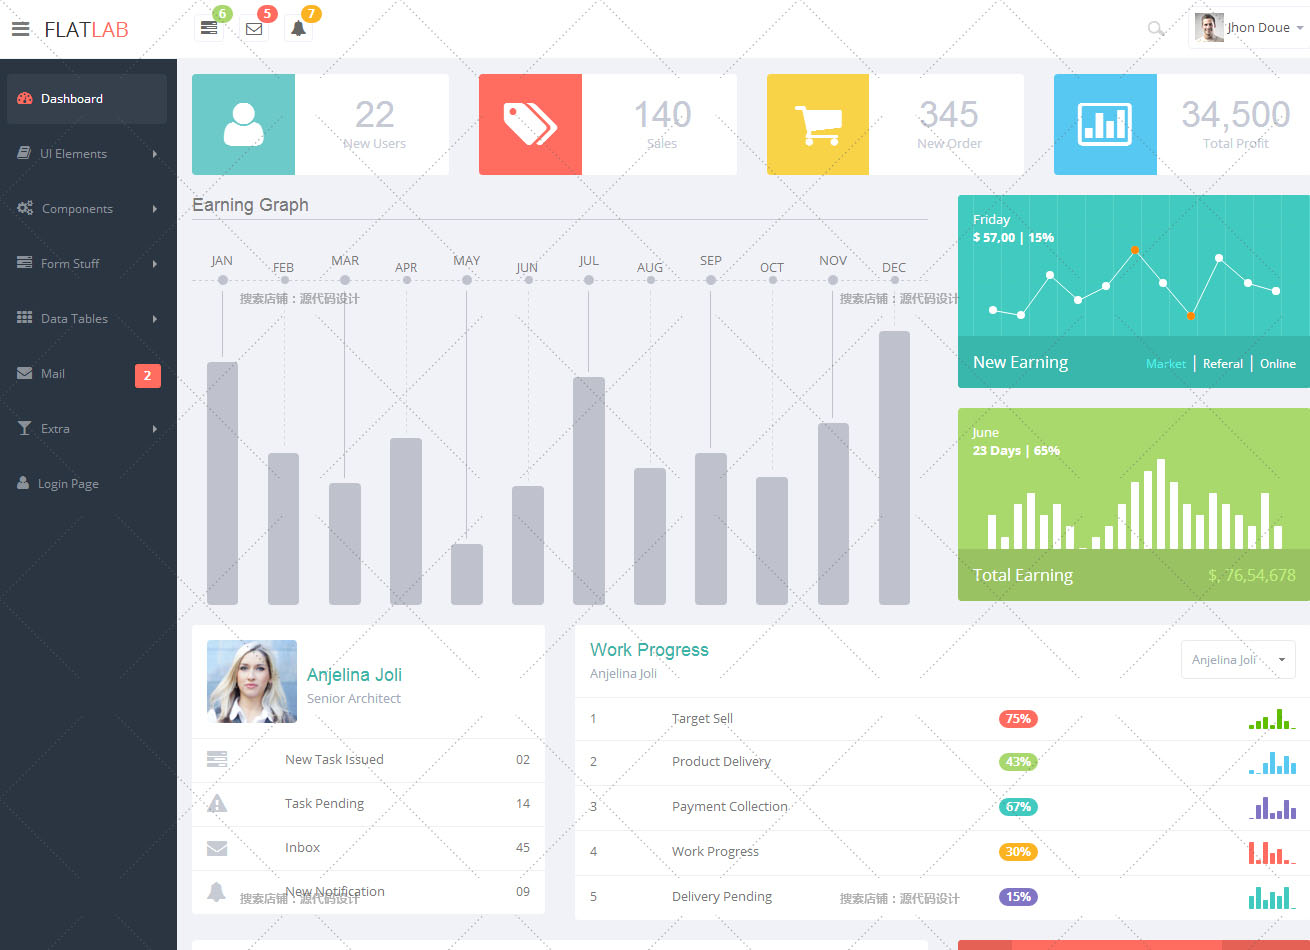 FLATLAB
6
5
7
Jhon Doue
Dashboard
UI Elements
Components
Form Stuff
Data Tables
Mail
2
Extra
Login Page
22
New Users
140
Sales
345
New Order
34,500
Total Profit
Earning Graph
JAN
FEB
MAR
APR
MAY
JUN
JUL
AUG
SEP
OCT
NOV
DEC
搜索店铺：源代码设计
搜索店铺：源代码设计
Friday
$ 57,00 | 15%
New Earning
Market | Referal | Online
June
23 Days | 65%
Total Earning
$, 76,54,678
Anjelina Joli
Senior Architect
New Task Issued 02
Task Pending 14
Inbox 45
New Notification 09
搜索店铺：源代码设计
Work Progress
Anjelina Joli
Anjelina Joli
1 Target Sell 75%
2 Product Delivery 43%
3 Payment Collection 67%
4 Work Progress 30%
5 Delivery Pending 15%
搜索店铺：源代码设计